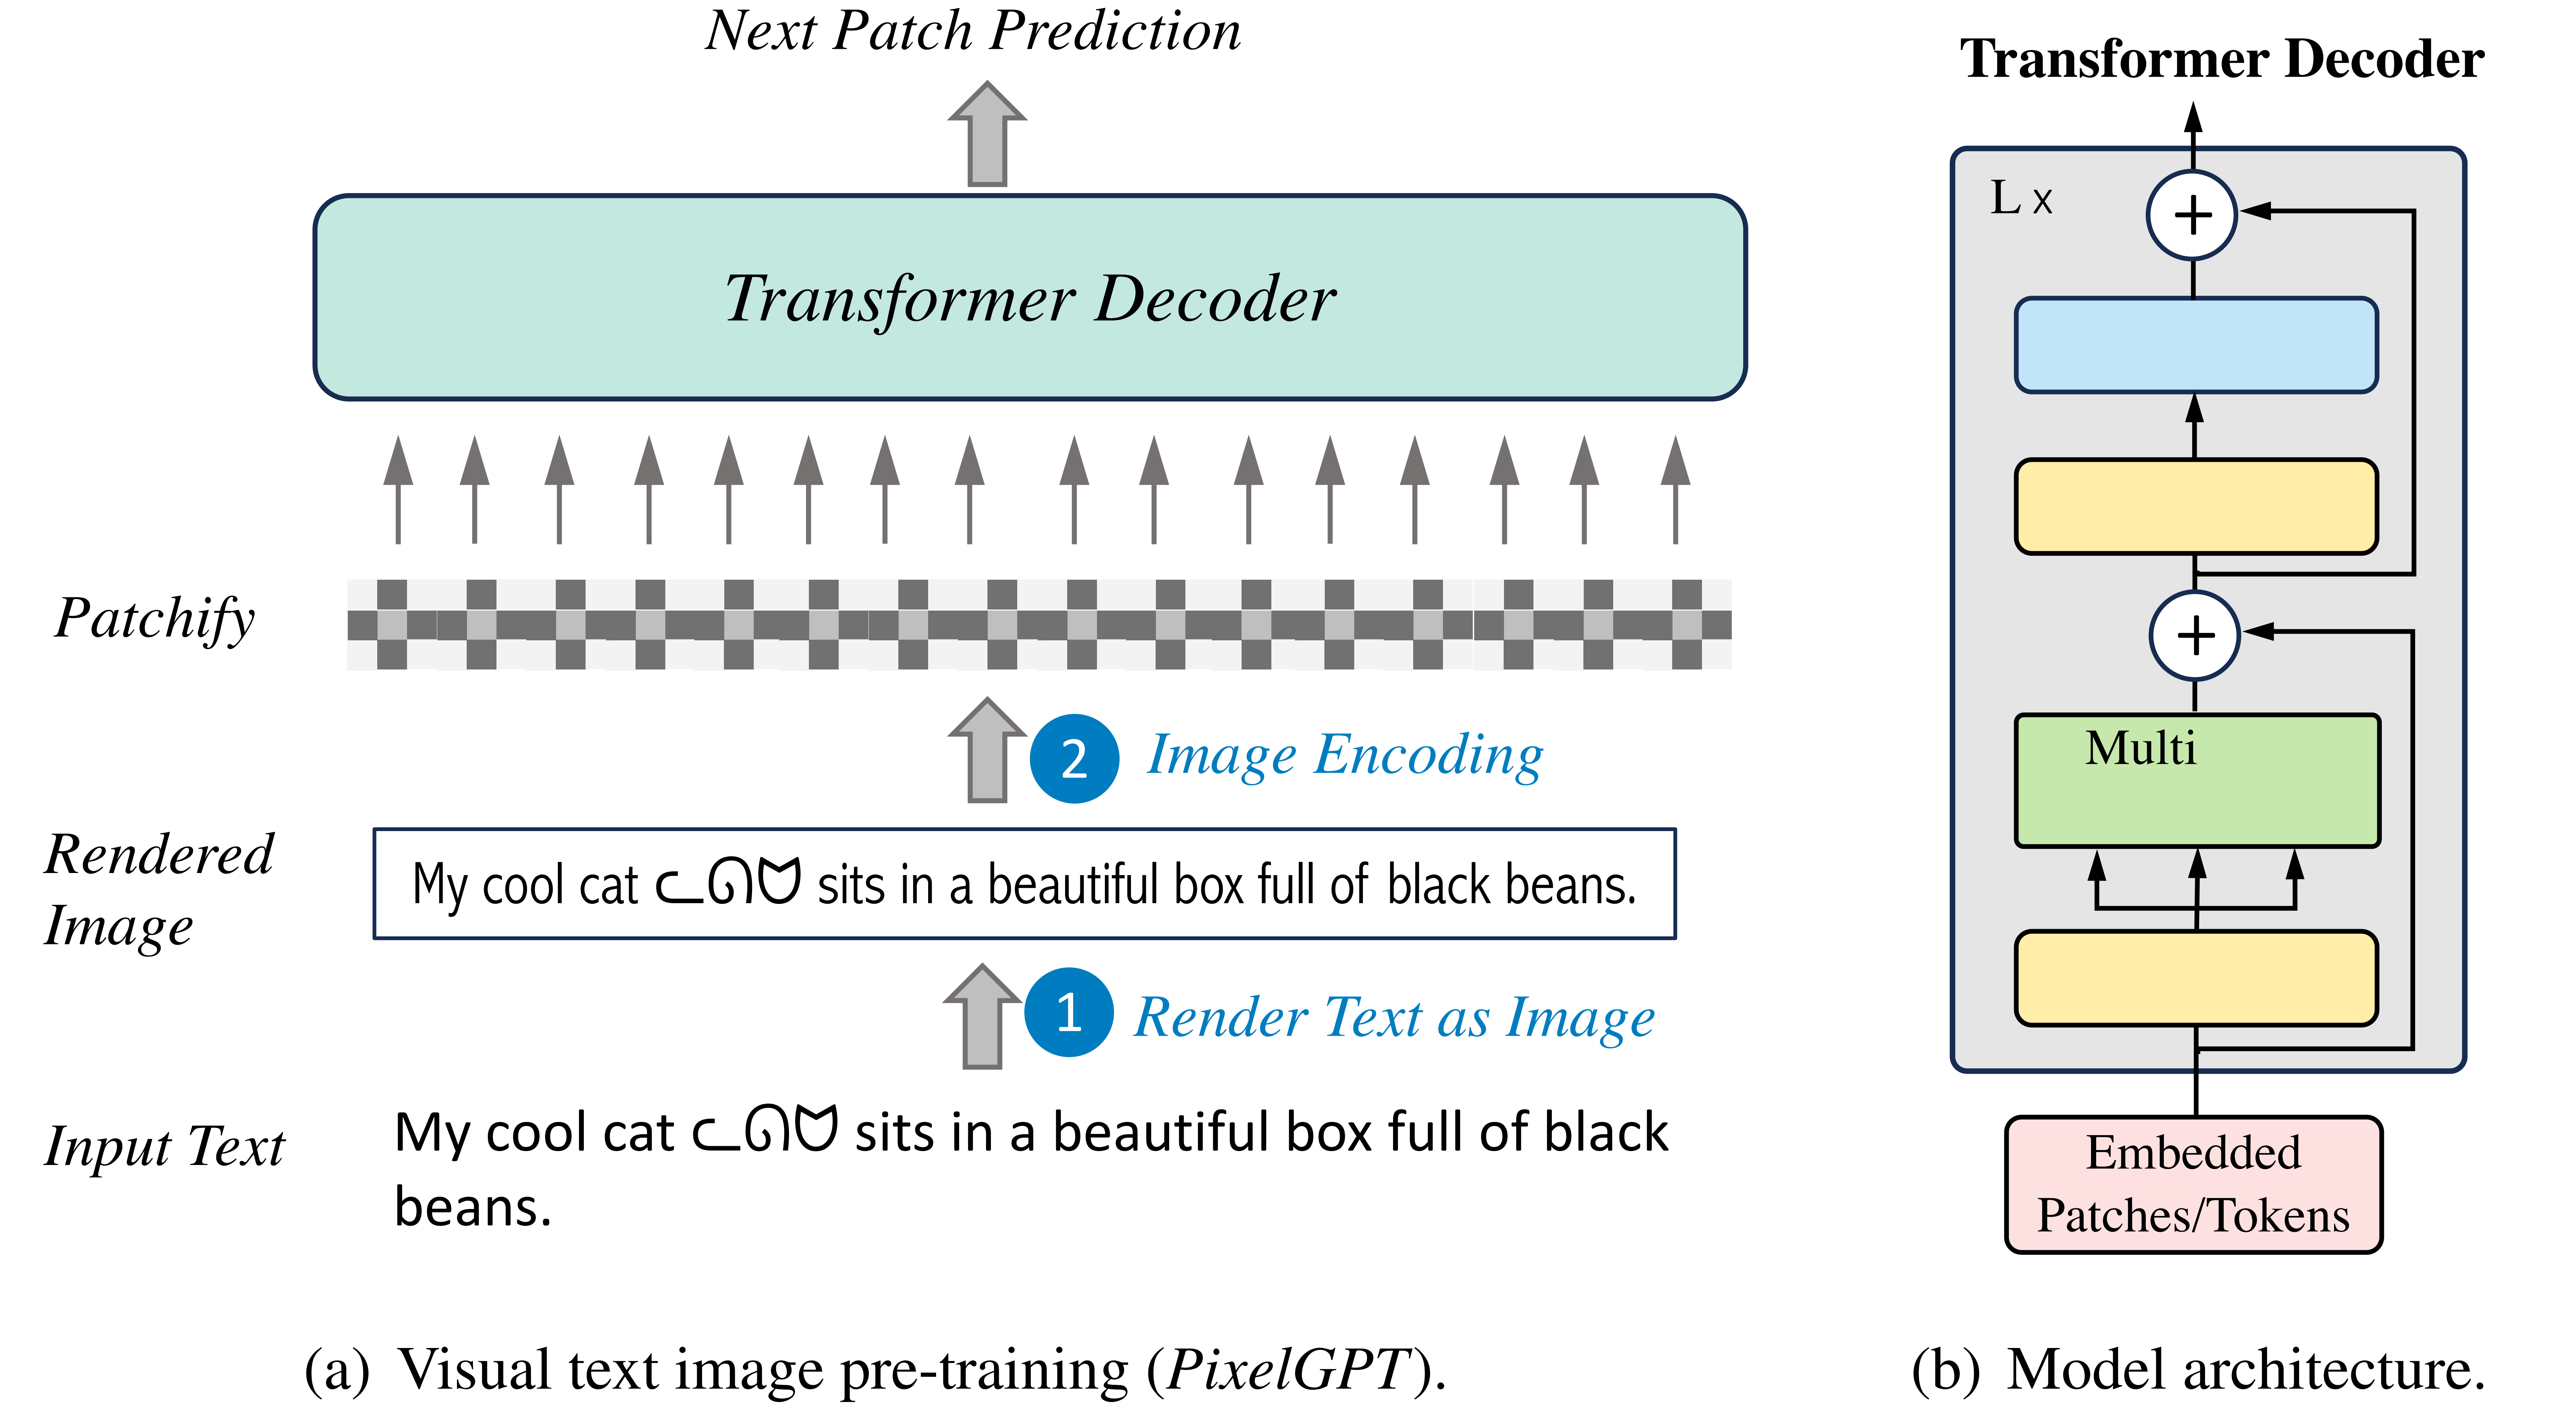 Next Patch Prediction
Transformer Decoder
Patchify
2 Image Encoding
Rendered
Image
My cool cat ᓚᘏᗢ sits in a beautiful box full of black beans.
1 Render Text as Image
Input Text
My cool cat ᓚᘏᗢ sits in a beautiful box full of black
beans.
(a) Visual text image pre-training (PixelGPT).
Transformer Decoder
L x
+
+
Multi
Embedded
Patches/Tokens
(b) Model architecture.